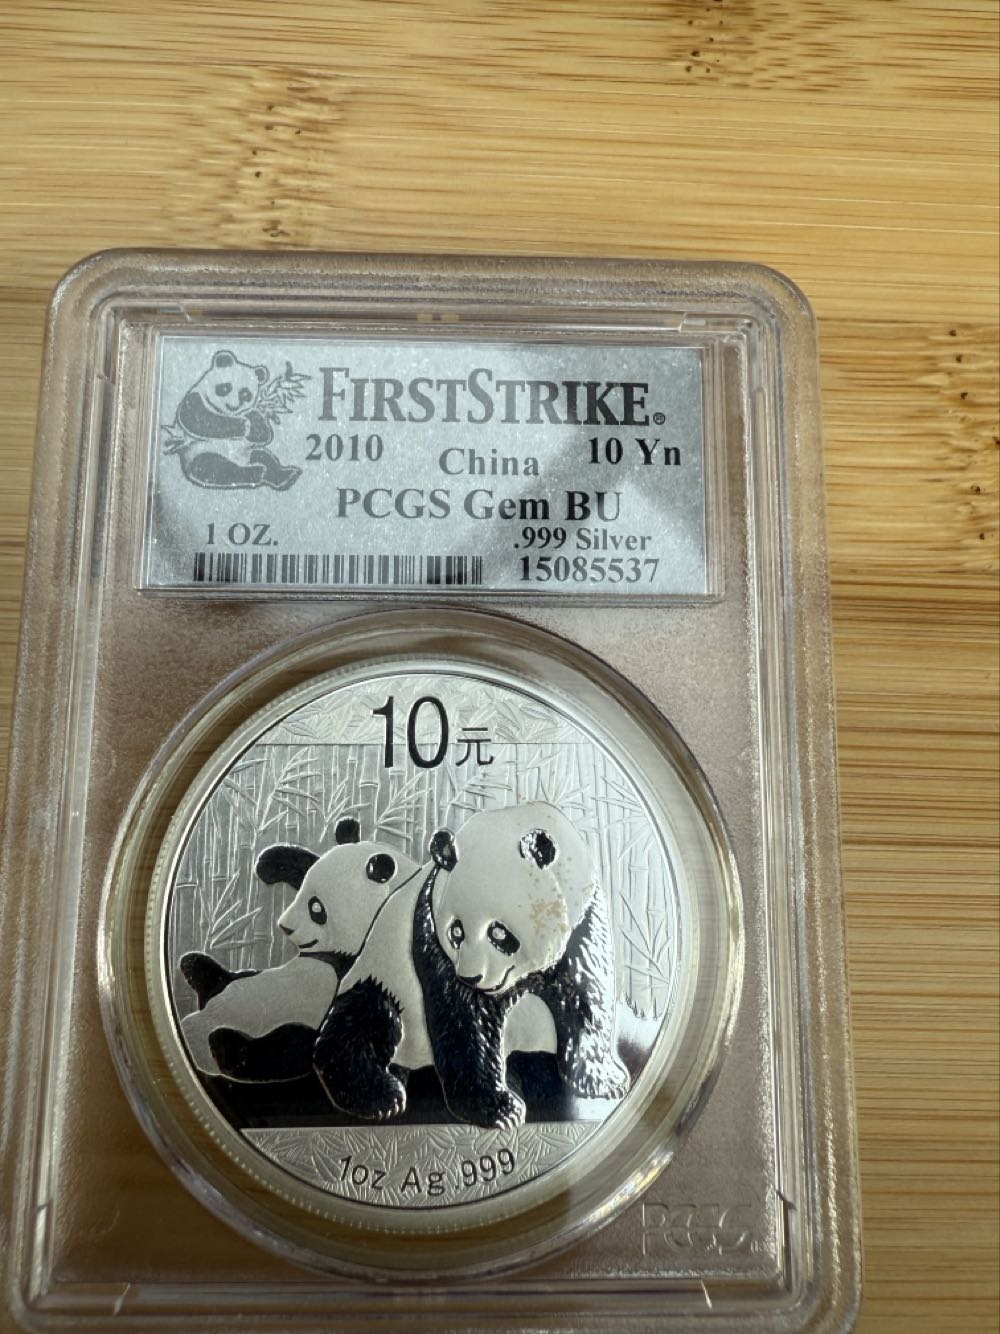 FIRSTSTRIKE®
2010 China 10 Yn
PCGS Gem BU
1 OZ. .999 Silver
15085537
10元
1oz Ag .999
PCGS